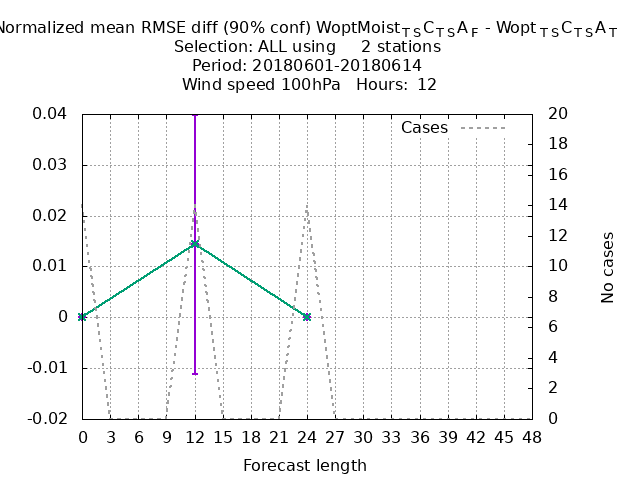 Normalized mean RMSE diff (90% conf) WoptMoist_TSC_TSA_F - Wopt_TSC_TSA_T
Selection: ALL using 2 stations
Period: 20180601-20180614
Wind speed 100hPa Hours: 12
Cases
0.04
0.03
0.02
0.01
0
-0.01
-0.02
20
18
16
14
12
10
8
6
4
2
0
No cases
0 3 6 9 12 15 18 21 24 27 30 33 36 39 42 45 48
Forecast length